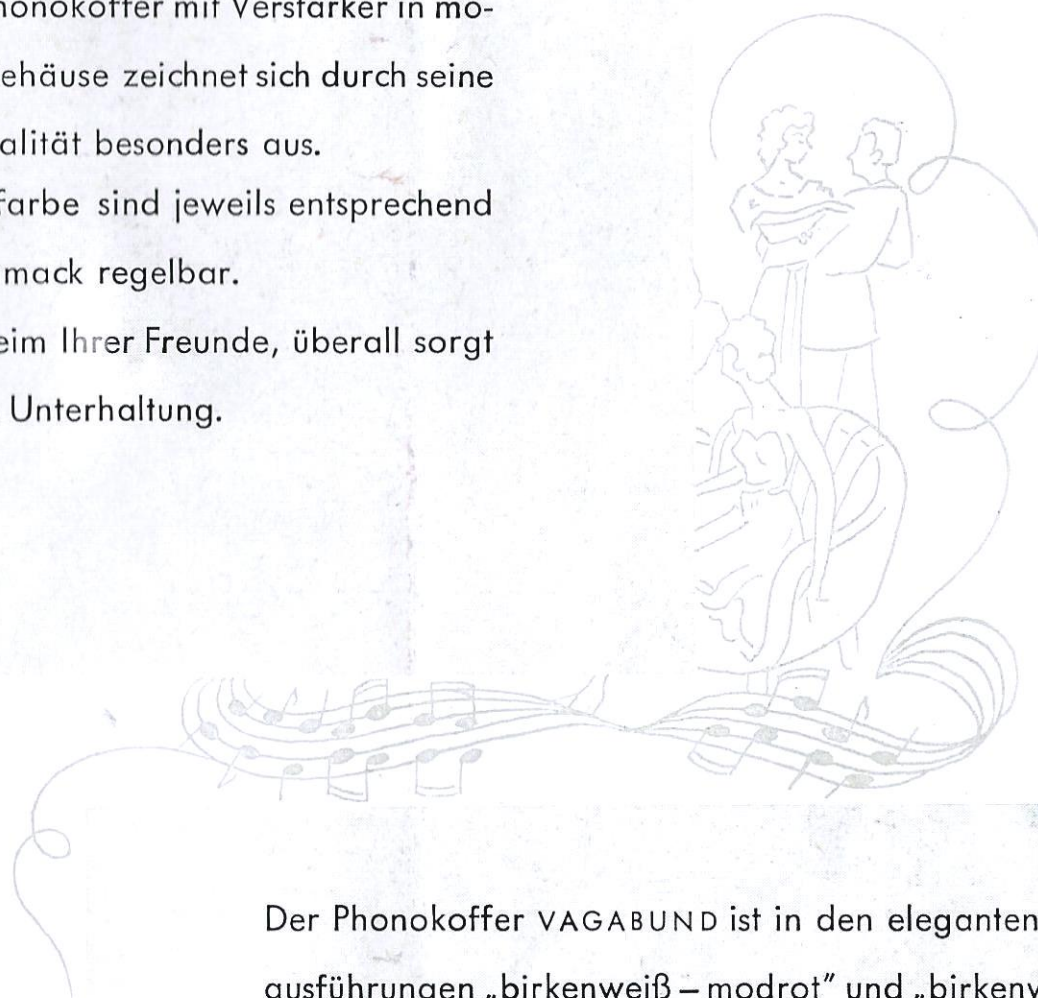 honokoffer mit Verstärker in mo-
ehäuse zeichnet sich durch seine
alität besonders aus.
farbe sind jeweils entsprechend
mack regelbar.
eim Ihrer Freunde, überall sorgt
Unterhaltung.
Der Phonokoffer VAGABUND ist in den eleganten
ausführungen „birkenweiß – modrot“ und „birkenw